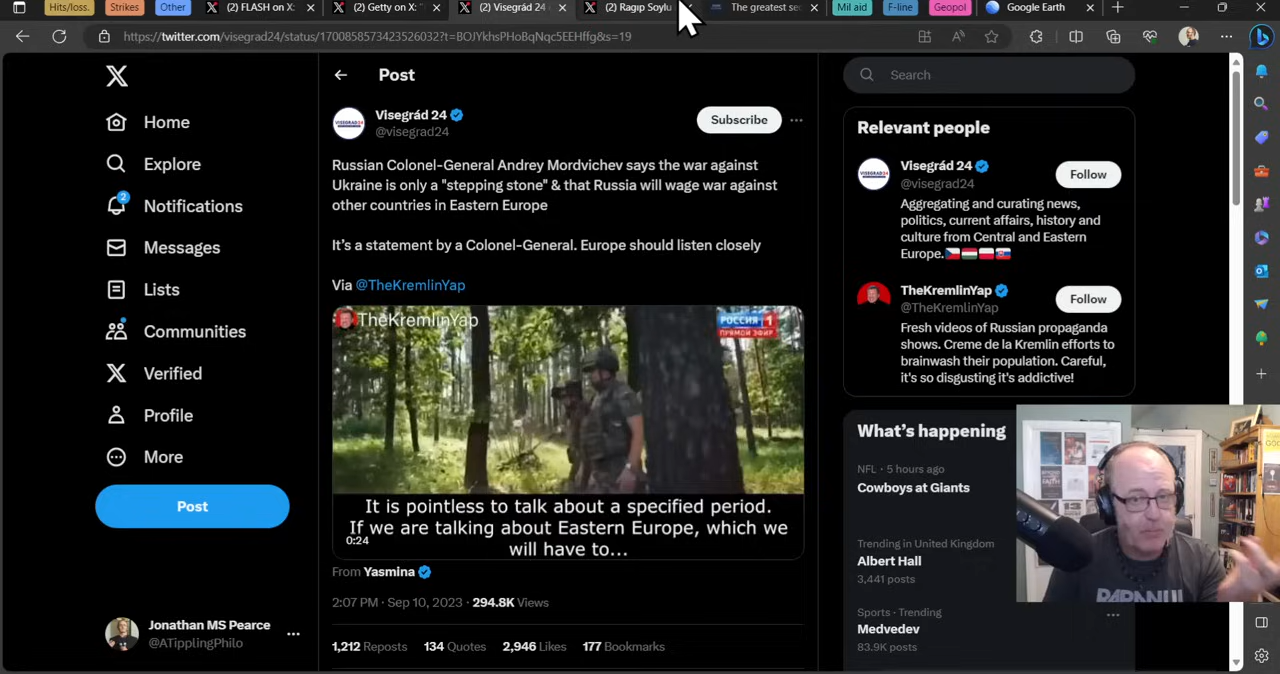 Hits/loss.
Strikes
Other
(2) FLASH on X:
(2) Getty on X: "
(2) Visegrád 24
(2) Ragıp Soylu
The greatest se
Mil aid
F-line
Geopol
Google Earth
https://twitter.com/visegrad24/status/1700858573423526032?t=BOJYkhsPHoBqNqc5EEHffg&s=19
Post
Search
Visegrád 24
@visegrad24
Subscribe
Russian Colonel-General Andrey Mordvichev says the war against
Ukraine is only a "stepping stone" & that Russia will wage war against
other countries in Eastern Europe
It's a statement by a Colonel-General. Europe should listen closely
Via @TheKremlinYap
TheKremlinYap
РОССИЯ 1
ПРЯМОЙ ЭФИР
It is pointless to talk about a specified period.
If we are talking about Eastern Europe, which we
will have to...
0:24
From Yasmina
2:07 PM · Sep 10, 2023 · 294.8K Views
1,212 Reposts 134 Quotes 2,946 Likes 177 Bookmarks
Home
Explore
2
Notifications
Messages
Lists
Communities
Verified
Profile
More
Post
Jonathan MS Pearce
@ATipplingPhilo
Relevant people
Visegrád 24
@visegrad24
Follow
Aggregating and curating news,
politics, current affairs, history and
culture from Central and Eastern
Europe.
TheKremlinYap
@TheKremlinYap
Follow
Fresh videos of Russian propaganda
shows. Creme de la Kremlin efforts to
brainwash their population. Careful,
it's so disgusting it's addictive!
What's happening
NFL · 5 hours ago
Cowboys at Giants
Trending in United Kingdom
Albert Hall
3,441 posts
Sports · Trending
Medvedev
83.9K posts